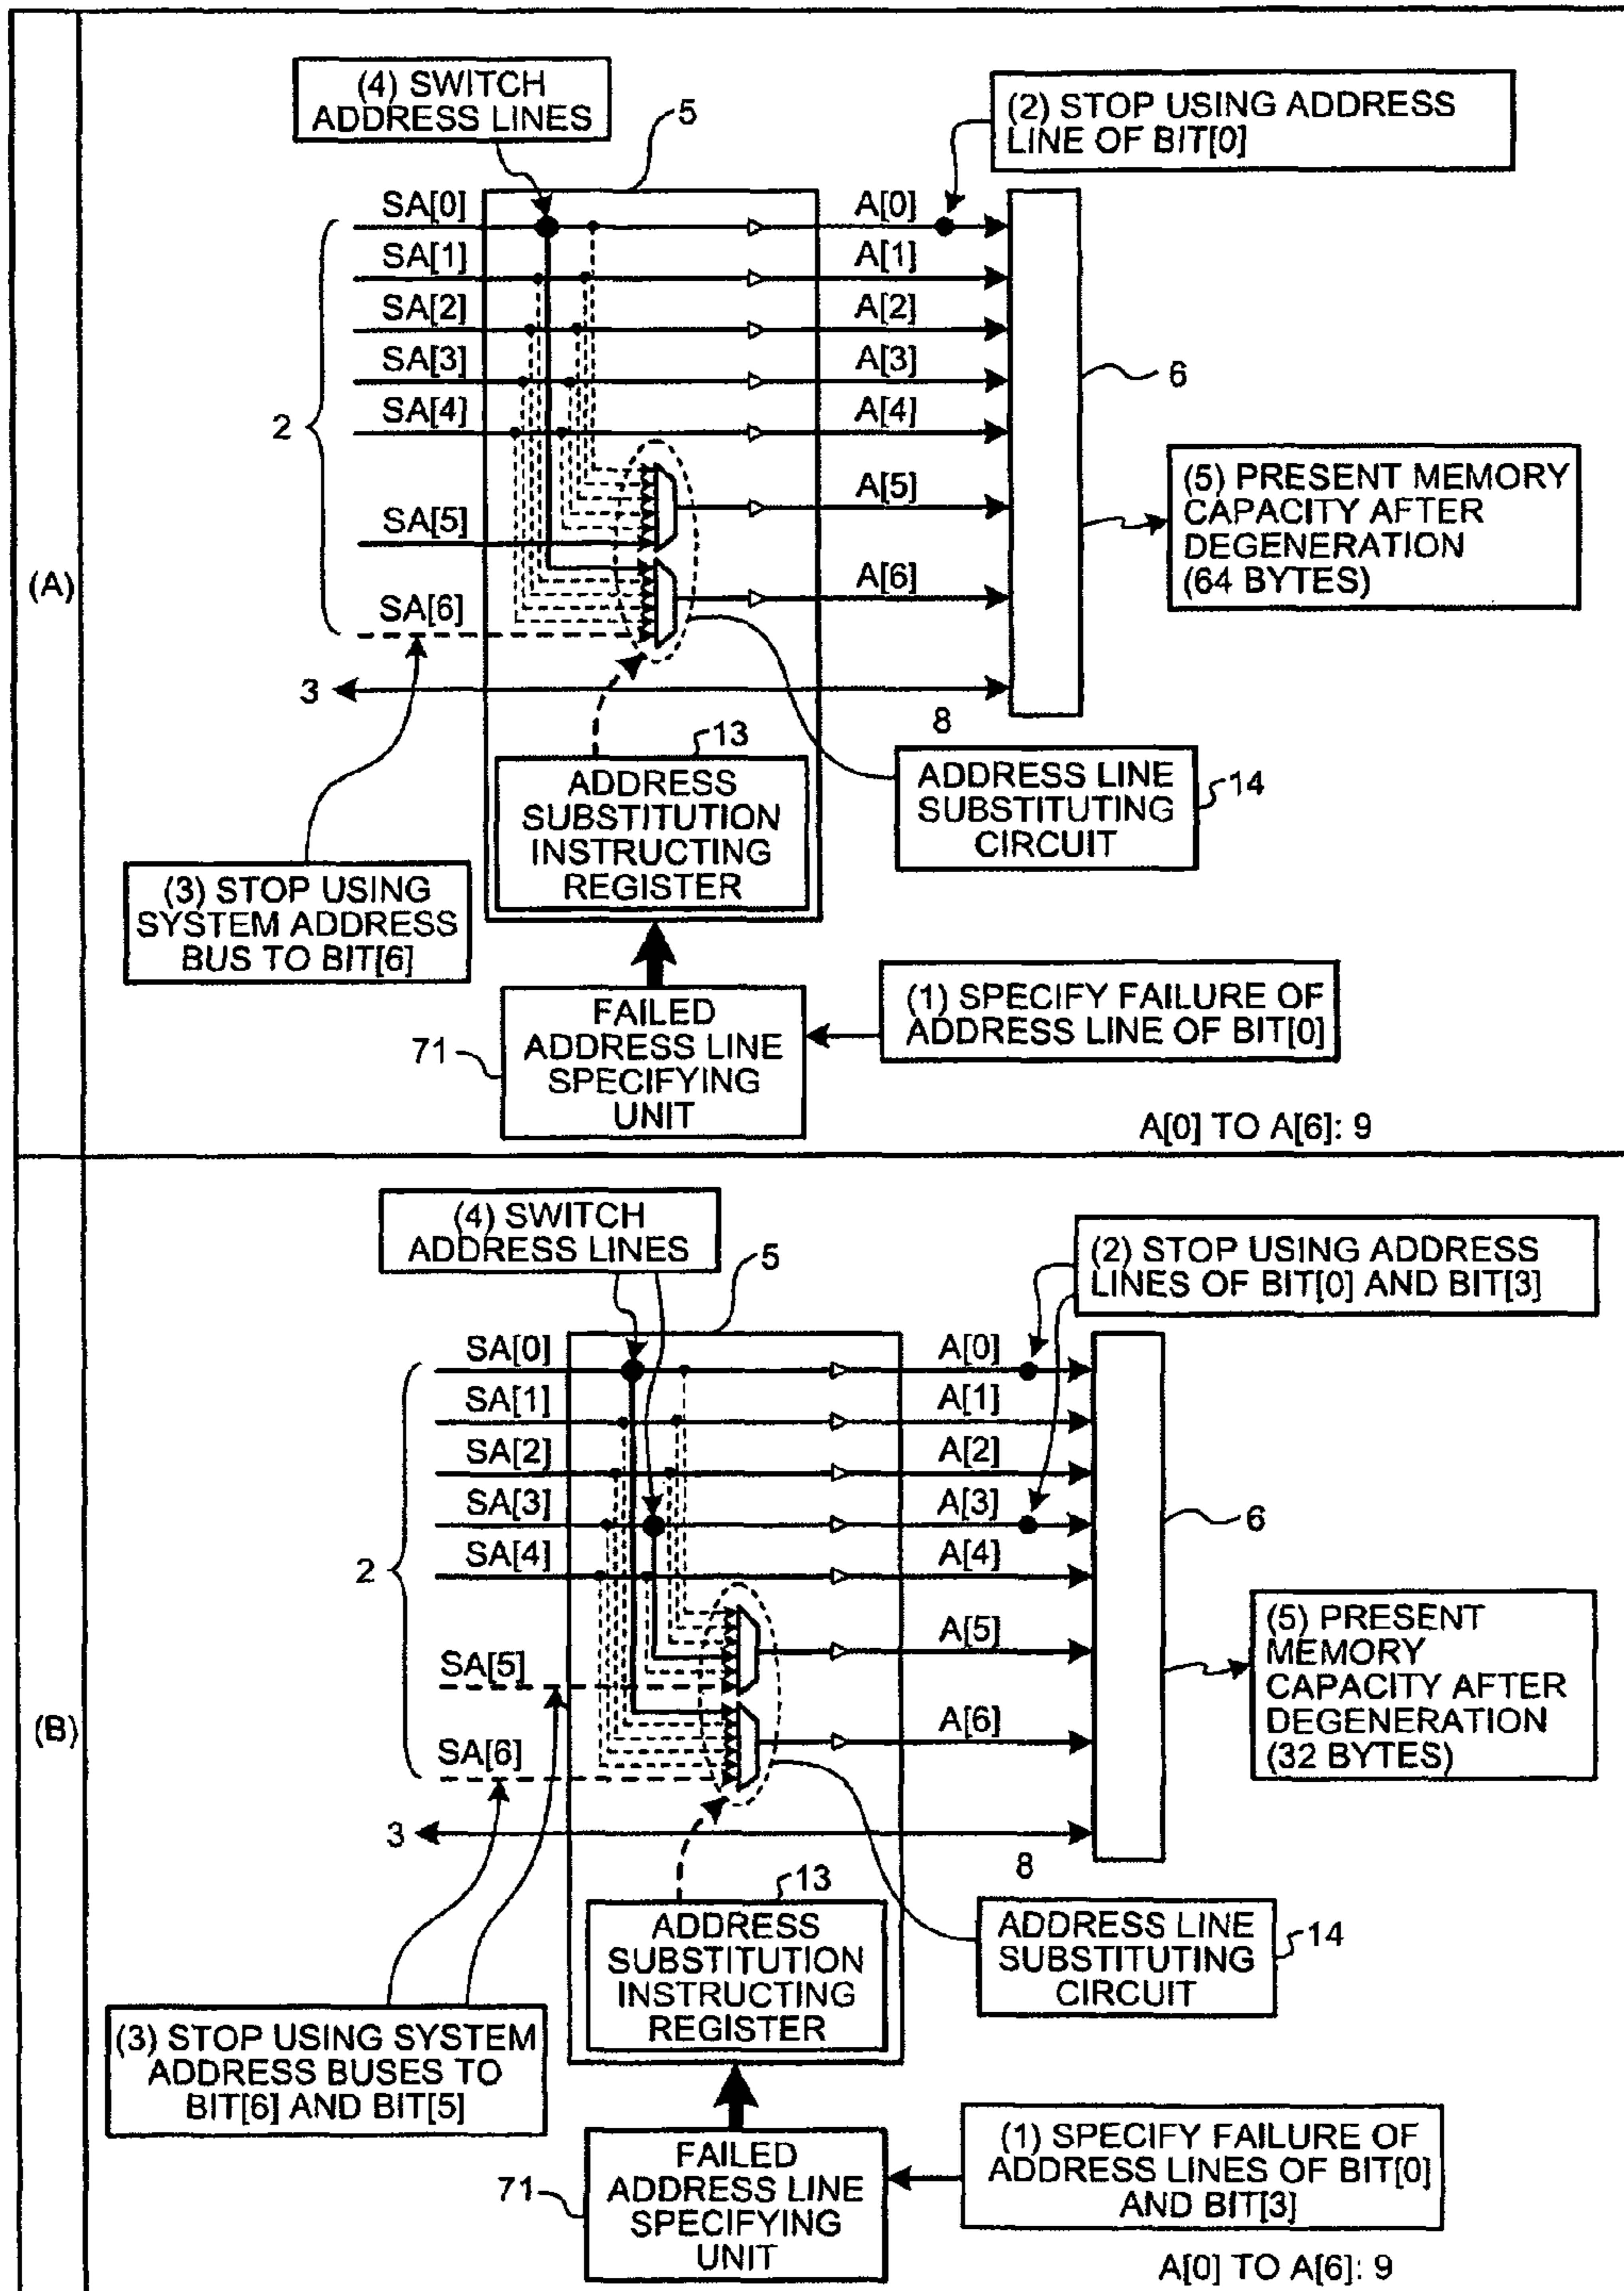 (A)
(4) SWITCH
ADDRESS LINES
5
(2) STOP USING ADDRESS
LINE OF BIT[0]
SA[0]
A[0]
SA[1]
A[1]
SA[2]
A[2]
SA[3]
A[3]
6
2
SA[4]
A[4]
SA[5]
A[5]
(5) PRESENT MEMORY
CAPACITY AFTER
DEGENERATION
(64 BYTES)
SA[6]
A[6]
3
8
13
ADDRESS
SUBSTITUTION
INSTRUCTING
REGISTER
ADDRESS LINE
SUBSTITUTING
CIRCUIT
14
(3) STOP USING
SYSTEM ADDRESS
BUS TO BIT[6]
71
FAILED
ADDRESS LINE
SPECIFYING
UNIT
(1) SPECIFY FAILURE OF
ADDRESS LINE OF BIT[0]
A[0] TO A[6]: 9
(B)
(4) SWITCH
ADDRESS LINES
5
(2) STOP USING ADDRESS
LINES OF BIT[0] AND BIT[3]
SA[0]
A[0]
SA[1]
A[1]
SA[2]
A[2]
SA[3]
A[3]
6
2
SA[4]
A[4]
SA[5]
A[5]
(5) PRESENT
MEMORY
CAPACITY AFTER
DEGENERATION
(32 BYTES)
SA[6]
A[6]
3
8
13
ADDRESS
SUBSTITUTION
INSTRUCTING
REGISTER
ADDRESS LINE
SUBSTITUTING
CIRCUIT
14
(3) STOP USING SYSTEM
ADDRESS BUSES TO
BIT[6] AND BIT[5]
71
FAILED
ADDRESS LINE
SPECIFYING
UNIT
(1) SPECIFY FAILURE OF
ADDRESS LINES OF BIT[0]
AND BIT[3]
A[0] TO A[6]: 9